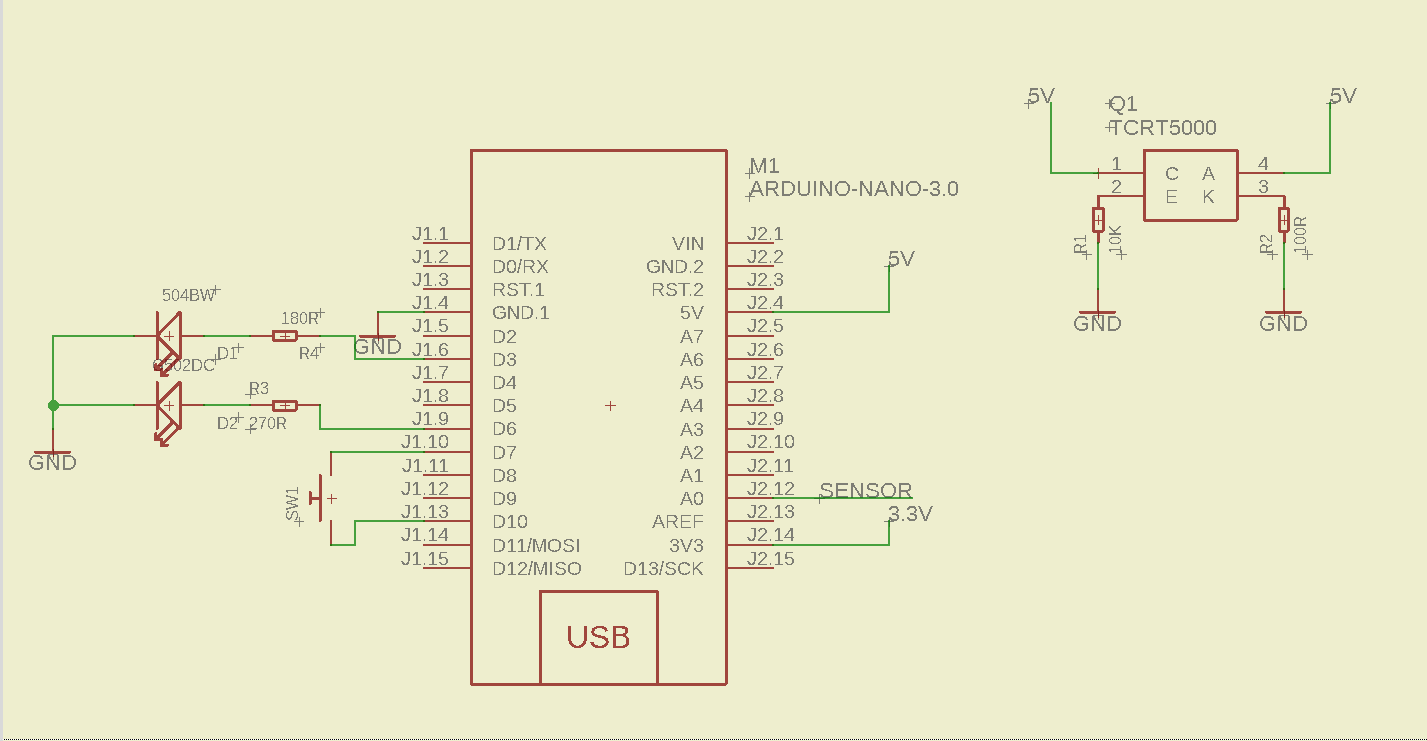 5V
Q1
TCRT5000
5V
1 C A 4
2 E K 3
R1
10K
R2
100R
GND
GND
M1
ARDUINO-NANO-3.0
J1.1 D1/TX VIN J2.1
J1.2 D0/RX GND.2 J2.2
J1.3 RST.1 RST.2 J2.3
J1.4 GND.1 5V J2.4
J1.5 D2 A7 J2.5
J1.6 D3 A6 J2.6
J1.7 D4 A5 J2.7
J1.8 D5 A4 J2.8
J1.9 D6 A3 J2.9
J1.10 D7 A2 J2.10
J1.11 D8 A1 J2.11
J1.12 D9 A0 J2.12
J1.13 D10 AREF J2.13
J1.14 D11/MOSI 3V3 J2.14
J1.15 D12/MISO D13/SCK J2.15
USB
5V
SENSOR
3.3V
504BW
180R
D1
R4
GND
R3
D2
270R
GND
SW1